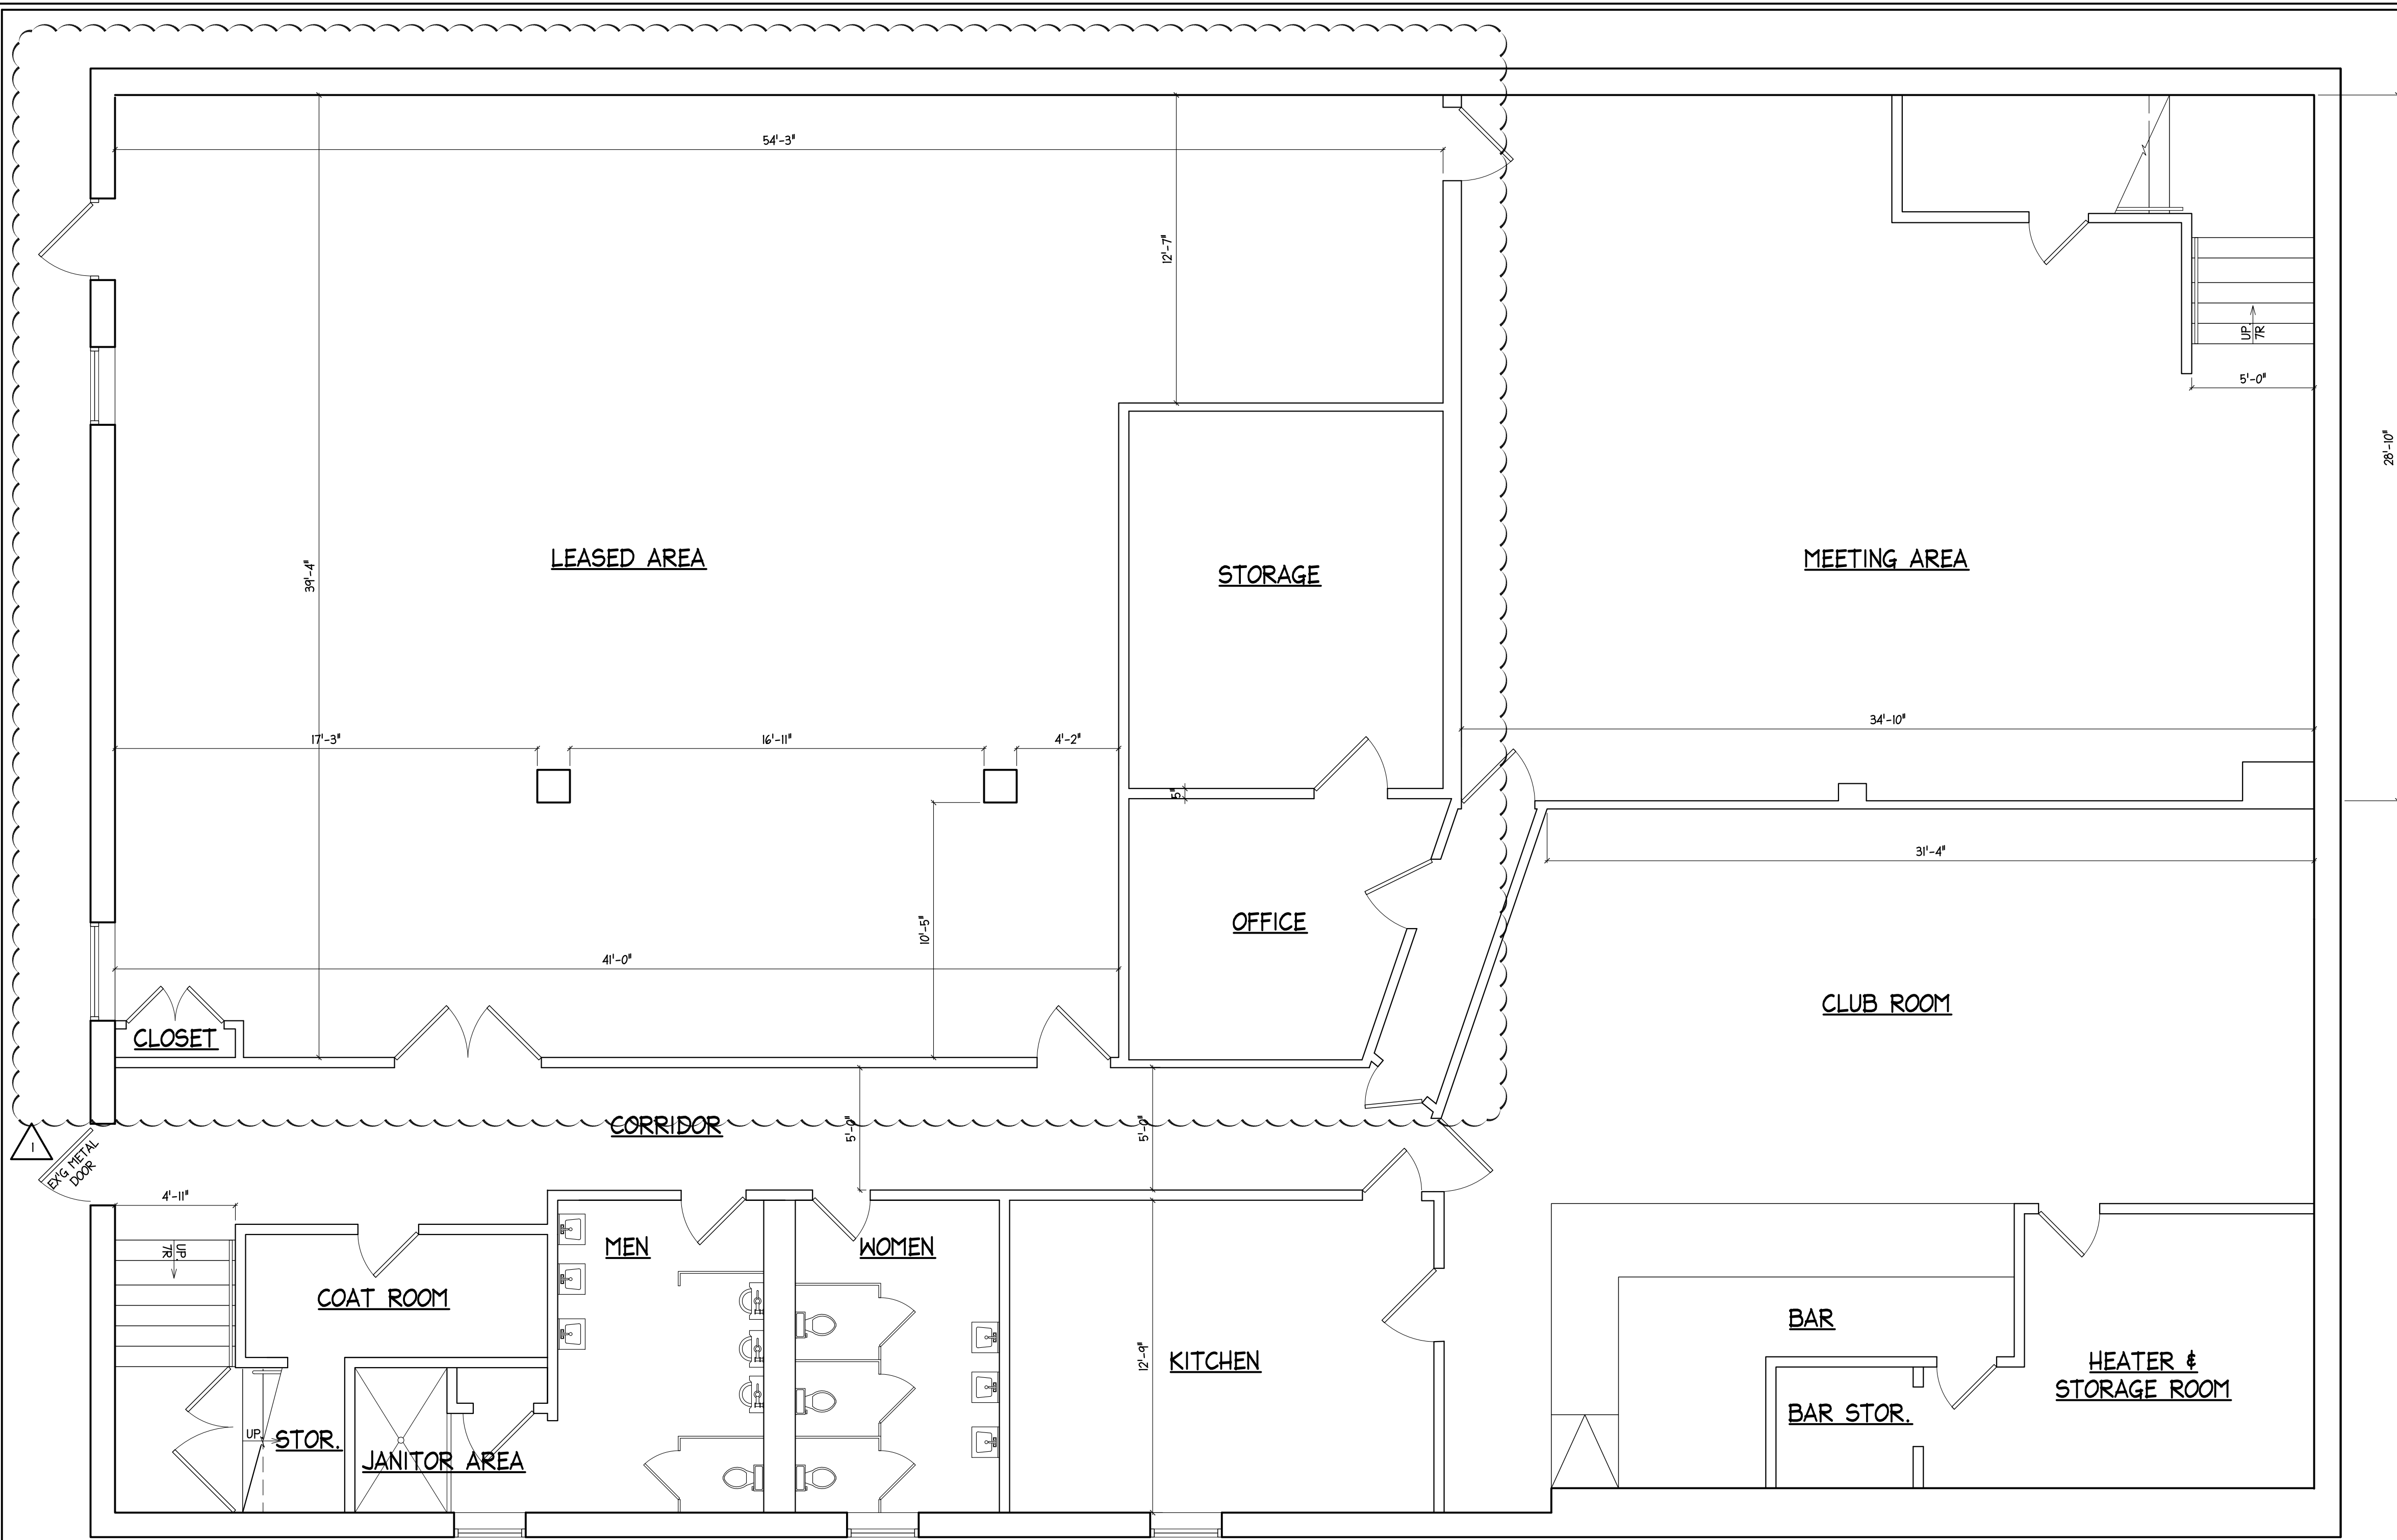 54'-3"
12'-7"
UP.
7R
5'-0"
28'-10"
LEASED AREA
STORAGE
MEETING AREA
39'-4"
17'-3"
16'-11"
4'-2"
34'-10"
5"
31'-4"
OFFICE
10'-5"
41'-0"
CLUB ROOM
CLOSET
CORRIDOR
5'-0"
5'-0"
1
EX'G METAL
DOOR
4'-11"
UP.
7R
MEN
WOMEN
COAT ROOM
BAR
12'-9"
KITCHEN
HEATER &
STORAGE ROOM
BAR STOR.
UP.
STOR.
JANITOR AREA